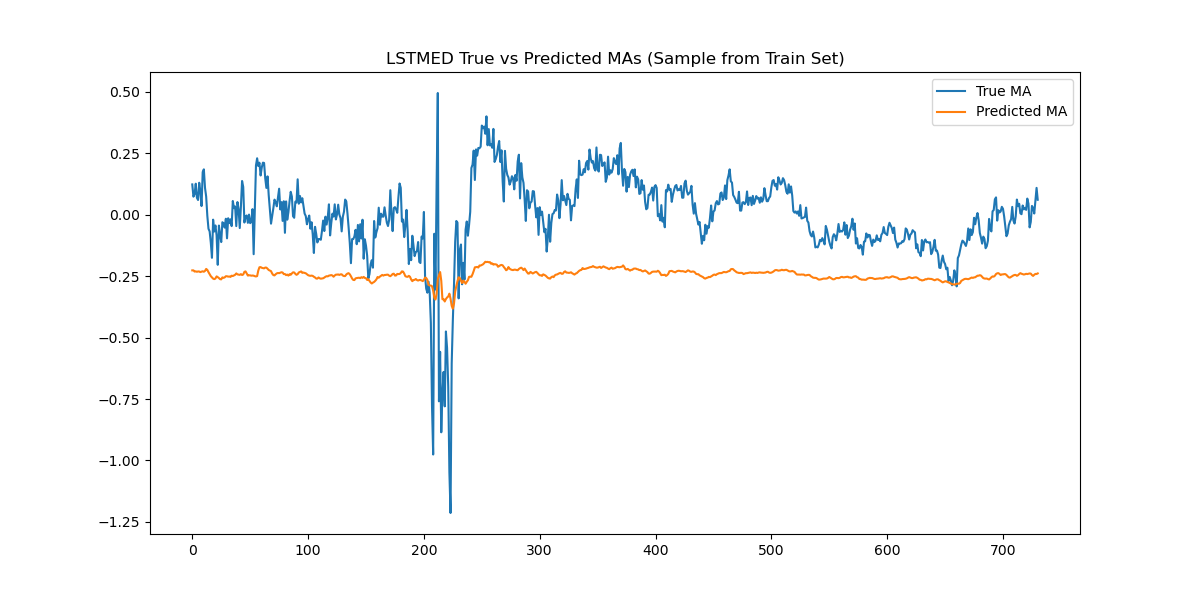 LSTMED True vs Predicted MAs (Sample from Train Set)
True MA
Predicted MA
0.50
0.25
0.00
−0.25
−0.50
−0.75
−1.00
−1.25
0 100 200 300 400 500 600 700